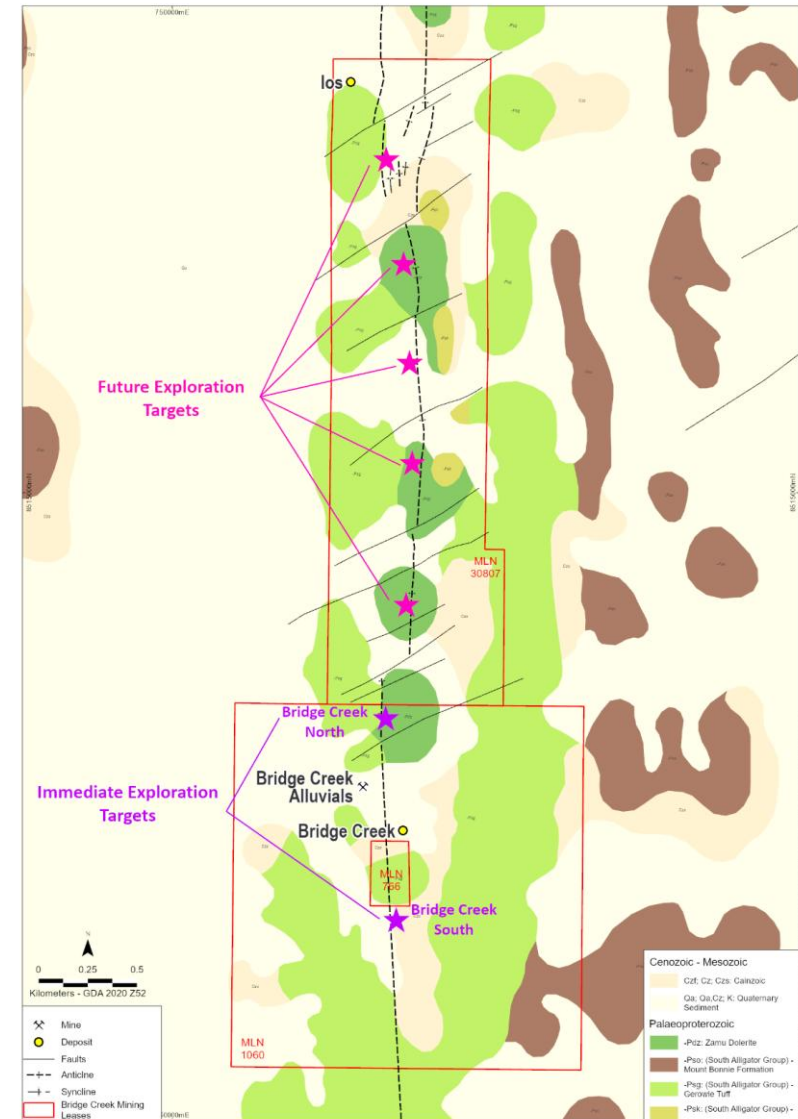 750000mE
Ios
Future Exploration
Targets
8615000mN
8615000mN
MLN
30807
Bridge Creek
North
Immediate Exploration
Targets
Bridge Creek
Alluvials
Bridge Creek
MLN
766
Bridge Creek
South
N
0 0.25 0.5
Kilometers - GDA 2020 Z52
MLN
1060
Mine
Deposit
Faults
Anticline
Syncline
Bridge Creek Mining
Leases
Cenozoic - Mesozoic
Czf; Cz; Czs: Cainzoic
Qa; Qa,Cz; K: Quaternary
Sediment
Palaeoproterozoic
-Pdz: Zamu Dolerite
-Pso: (South Alligator Group) -
Mount Bonnie Formation
-Psg: (South Alligator Group) -
Gerowie Tuff
-Psk: (South Alligator Group) -